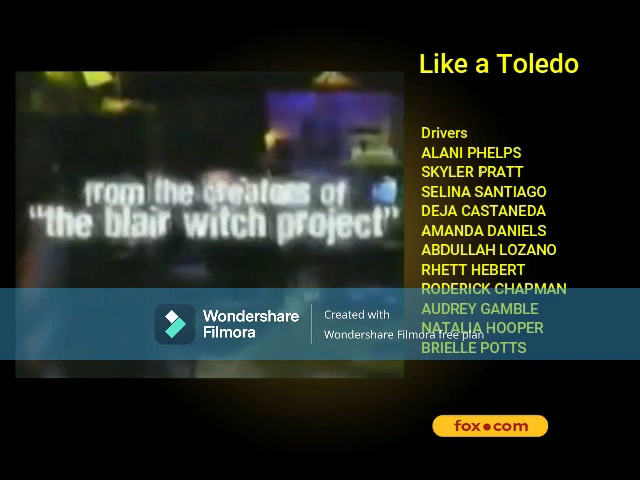 Like a Toledo
from the creators of
"the blair witch project"
Drivers
ALANI PHELPS
SKYLER PRATT
SELINA SANTIAGO
DEJA CASTANEDA
AMANDA DANIELS
ABDULLAH LOZANO
RHETT HEBERT
RODERICK CHAPMAN
AUDREY GAMBLE
NATALIA HOOPER
BRIELLE POTTS
Wondershare
Filmora
Created with
Wondershare Filmora free plan
fox.com